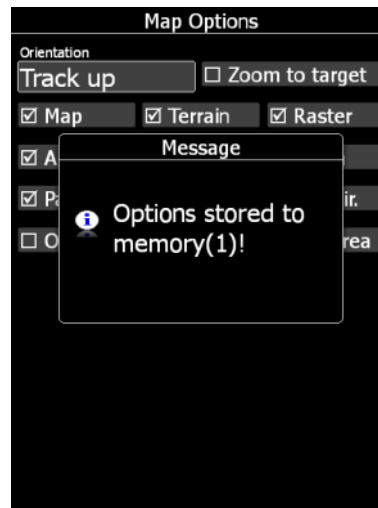 Map Options
Orientation
Track up
Zoom to target
Map
Terrain
Raster
Message
Options stored to
memory(1)!
ir.
rea